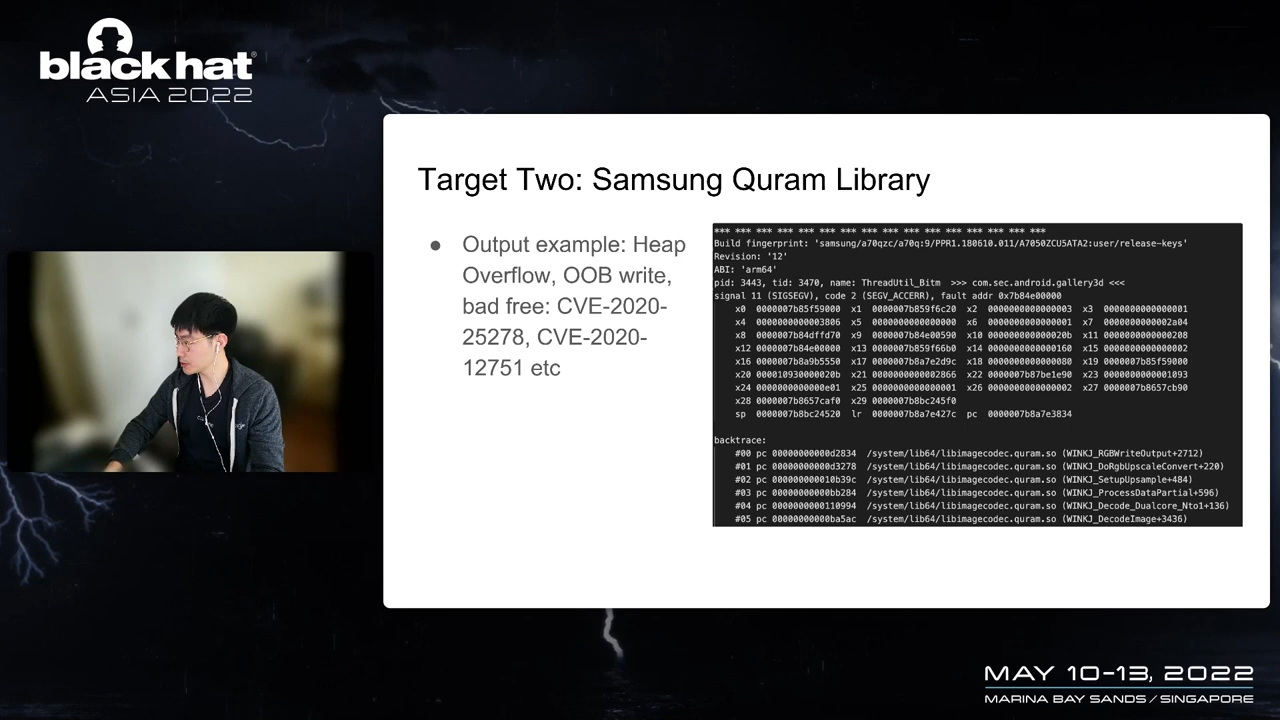 black hat®
ASIA 2022
Target Two: Samsung Quram Library
● Output example: Heap
Overflow, OOB write,
bad free: CVE-2020-
25278, CVE-2020-
12751 etc
*** *** *** *** *** *** *** *** *** *** *** *** *** *** *** ***
Build fingerprint: 'samsung/a70qzc/a70q:9/PPR1.180610.011/A7050ZCU5ATA2:user/release-keys'
Revision: '12'
ABI: 'arm64'
pid: 3443, tid: 3470, name: ThreadUtil_Bitm >>> com.sec.android.gallery3d <<<
signal 11 (SIGSEGV), code 2 (SEGV_ACCERR), fault addr 0x7b84e00000
x0 0000007b85f59000 x1 0000007b859f6c20 x2 0000000000000003 x3 0000000000000001
x4 0000000000003806 x5 0000000000000000 x6 0000000000000001 x7 0000000000002a04
x8 0000007b84dffd70 x9 0000007b84e00590 x10 000000000000020b x11 0000000000000208
x12 0000007b84e00000 x13 0000007b859f66b0 x14 0000000000000160 x15 0000000000000002
x16 0000007b8a9b5550 x17 0000007b8a7e2d9c x18 0000000000000080 x19 0000007b85f59000
x20 000010930000020b x21 0000000000002866 x22 0000007b87be1e90 x23 0000000000001093
x24 0000000000000e01 x25 0000000000000001 x26 0000000000000002 x27 0000007b8657cb90
x28 0000007b8657caf0 x29 0000007b8bc245f0
sp 0000007b8bc24520 lr 0000007b8a7e427c pc 0000007b8a7e3834
backtrace:
#00 pc 00000000000d2834 /system/lib64/libimagecodec.quram.so (WINKJ_RGBWriteOutput+2712)
#01 pc 00000000000d3278 /system/lib64/libimagecodec.quram.so (WINKJ_DoRgbUpscaleConvert+220)
#02 pc 000000000010b39c /system/lib64/libimagecodec.quram.so (WINKJ_SetupUpsample+484)
#03 pc 00000000000bb284 /system/lib64/libimagecodec.quram.so (WINKJ_ProcessDataPartial+596)
#04 pc 0000000000110994 /system/lib64/libimagecodec.quram.so (WINKJ_Decode_Dualcore_Nto1+136)
#05 pc 00000000000ba5ac /system/lib64/libimagecodec.quram.so (WINKJ_DecodeImage+3436)
MAY 10-13, 2022
MARINA BAY SANDS / SINGAPORE